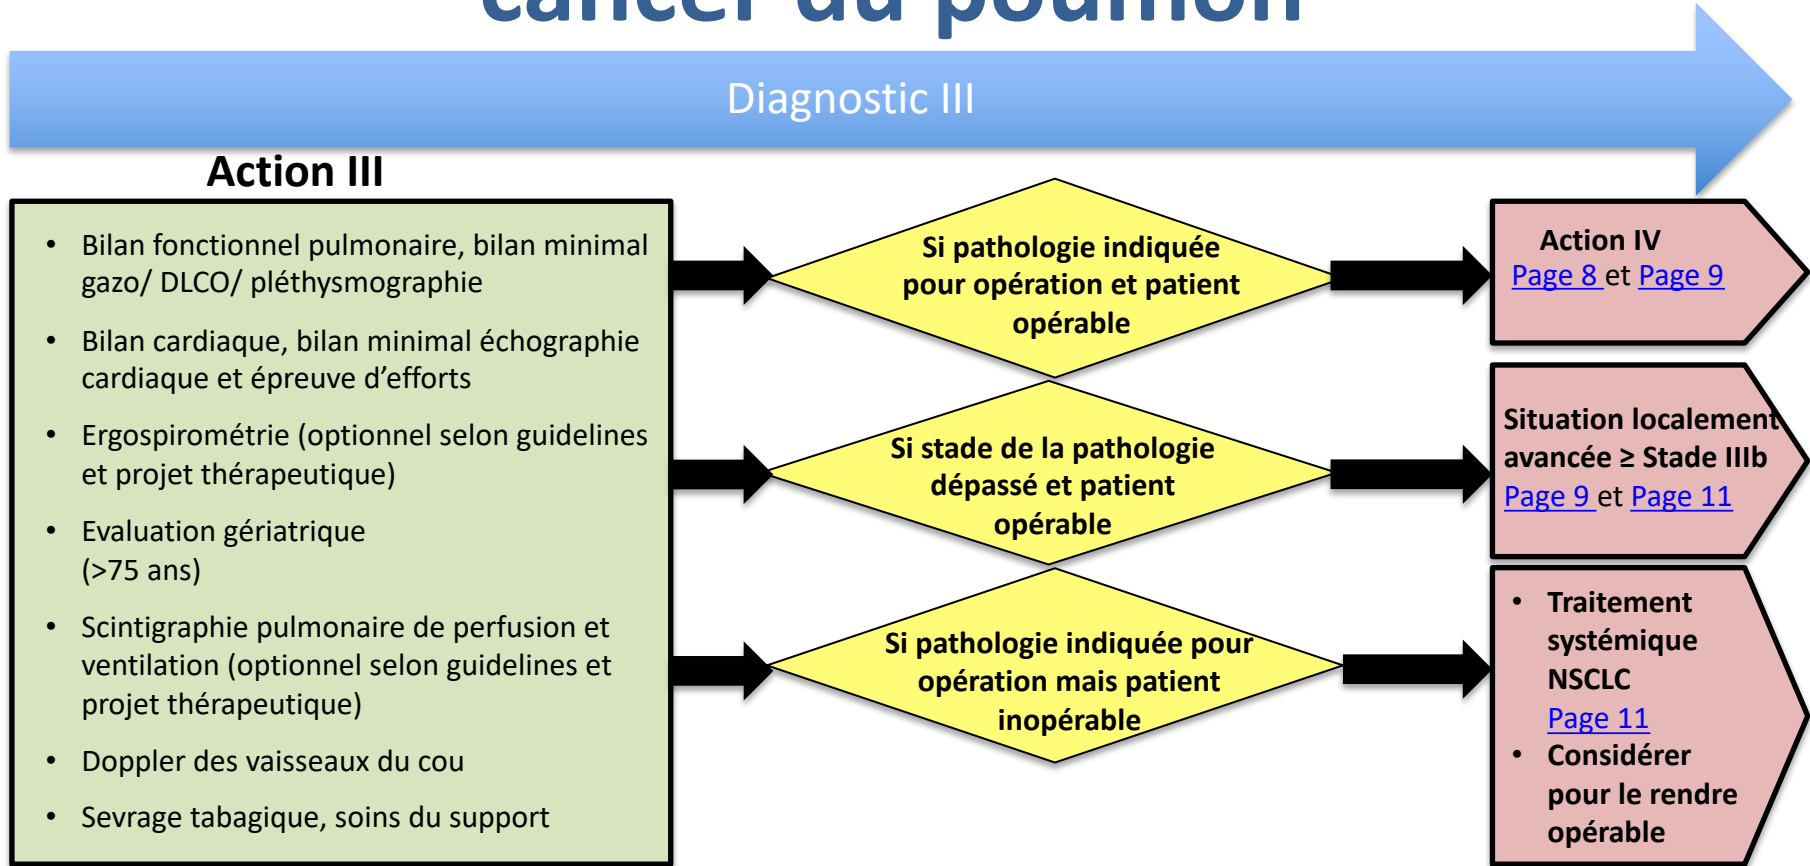 cancer du poumon
Diagnostic III
Action III
• Bilan fonctionnel pulmonaire, bilan minimal
gazo/ DLCO/ pléthysmographie
• Bilan cardiaque, bilan minimal échographie
cardiaque et épreuve d’efforts
• Ergospirométrie (optionnel selon guidelines
et projet thérapeutique)
• Evaluation gériatrique
(>75 ans)
• Scintigraphie pulmonaire de perfusion et
ventilation (optionnel selon guidelines et
projet thérapeutique)
• Doppler des vaisseaux du cou
• Sevrage tabagique, soins du support
Si pathologie indiquée
pour opération et patient
opérable
Action IV
Page 8 et Page 9
Si stade de la pathologie
dépassé et patient
opérable
Situation localement
avancée ≥ Stade IIIb
Page 9 et Page 11
Si pathologie indiquée pour
opération mais patient
inopérable
• Traitement
systémique
NSCLC
Page 11
• Considérer
pour le rendre
opérable